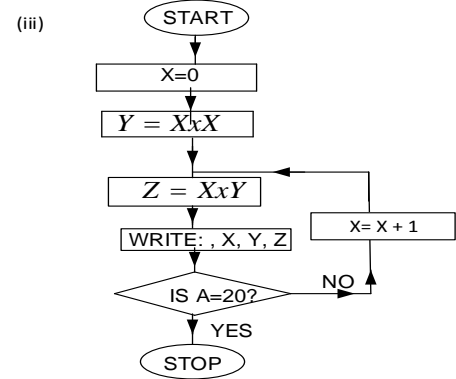 (iii)
START
X=0
Y = XxX
Z = XxY
WRITE: , X, Y, Z
X= X + 1
IS A=20?
NO
YES
STOP